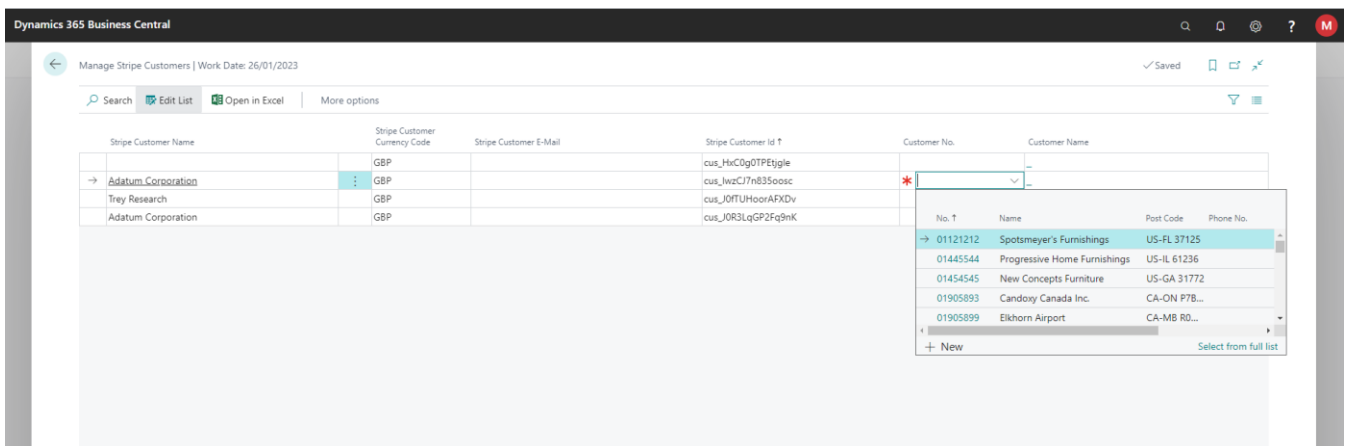 Dynamics 365 Business Central
M
Manage Stripe Customers | Work Date: 26/01/2023
Saved
Search Edit List Open in Excel More options
Stripe Customer Name Stripe Customer Currency Code Stripe Customer E-Mail Stripe Customer Id ↑ Customer No. Customer Name
GBP cus_HxC0g0TPEtjgle _
→ Adatum Corporation GBP cus_IwzCJ7n835oosc * _
Trey Research GBP cus_J0fTUHoorAFXDv
Adatum Corporation GBP cus_J0R3LqGP2Fq9nK
No. ↑ Name Post Code Phone No.
→ 01121212 Spotsmeyer's Furnishings US-FL 37125
01445544 Progressive Home Furnishings US-IL 61236
01454545 New Concepts Furniture US-GA 31772
01905893 Candoxy Canada Inc. CA-ON P7B...
01905899 Elkhorn Airport CA-MB R0...
+ New Select from full list